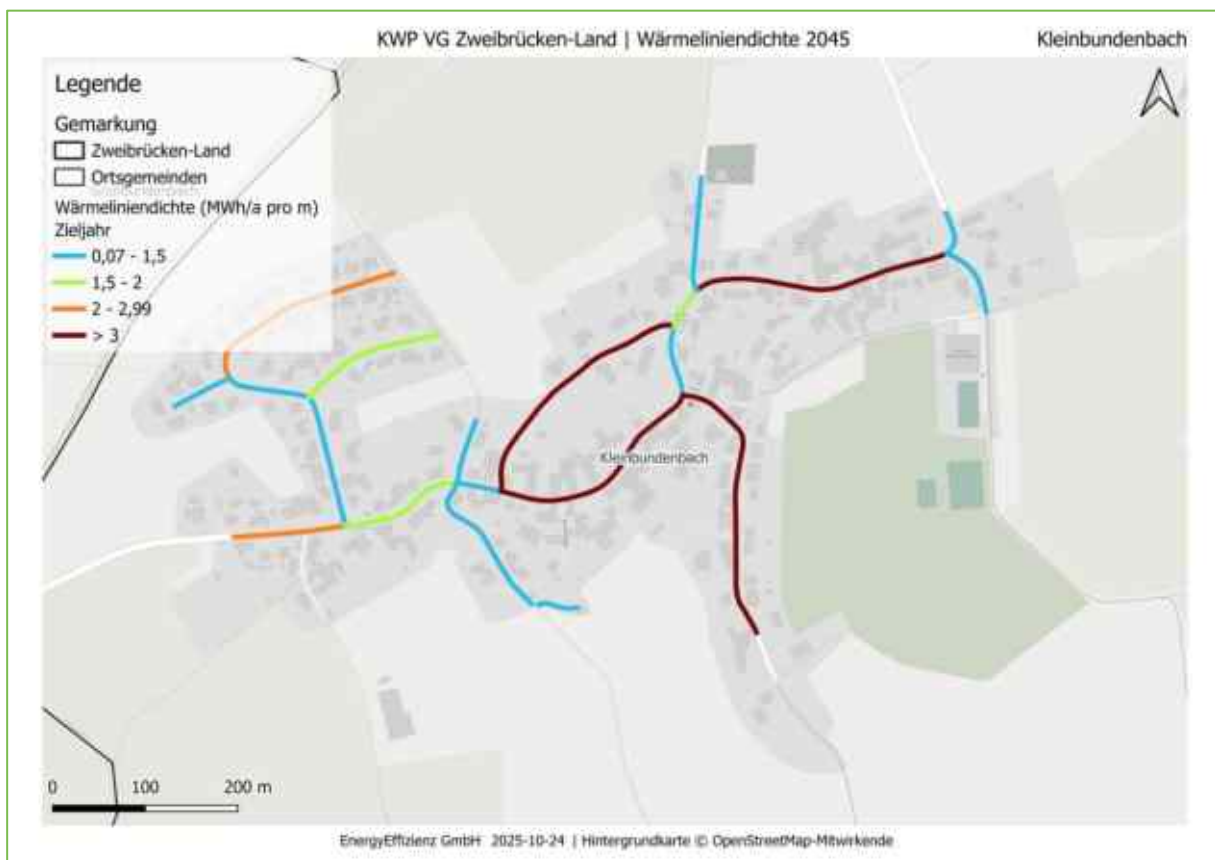 KWP VG Zweibrücken-Land | Wärmeliniendichte 2045
Kleinbundenbach
Legende
Gemarkung
Zweibrücken-Land
Ortsgemeinden
Wärmeliniendichte (MWh/a pro m)
Zieljahr
0,07 - 1,5
1,5 - 2
2 - 2,99
> 3
Kleinbundenbach
0 100 200 m
EnergyEffizienz GmbH 2025-10-24 | Hintergrundkarte © OpenStreetMap-Mitwirkende